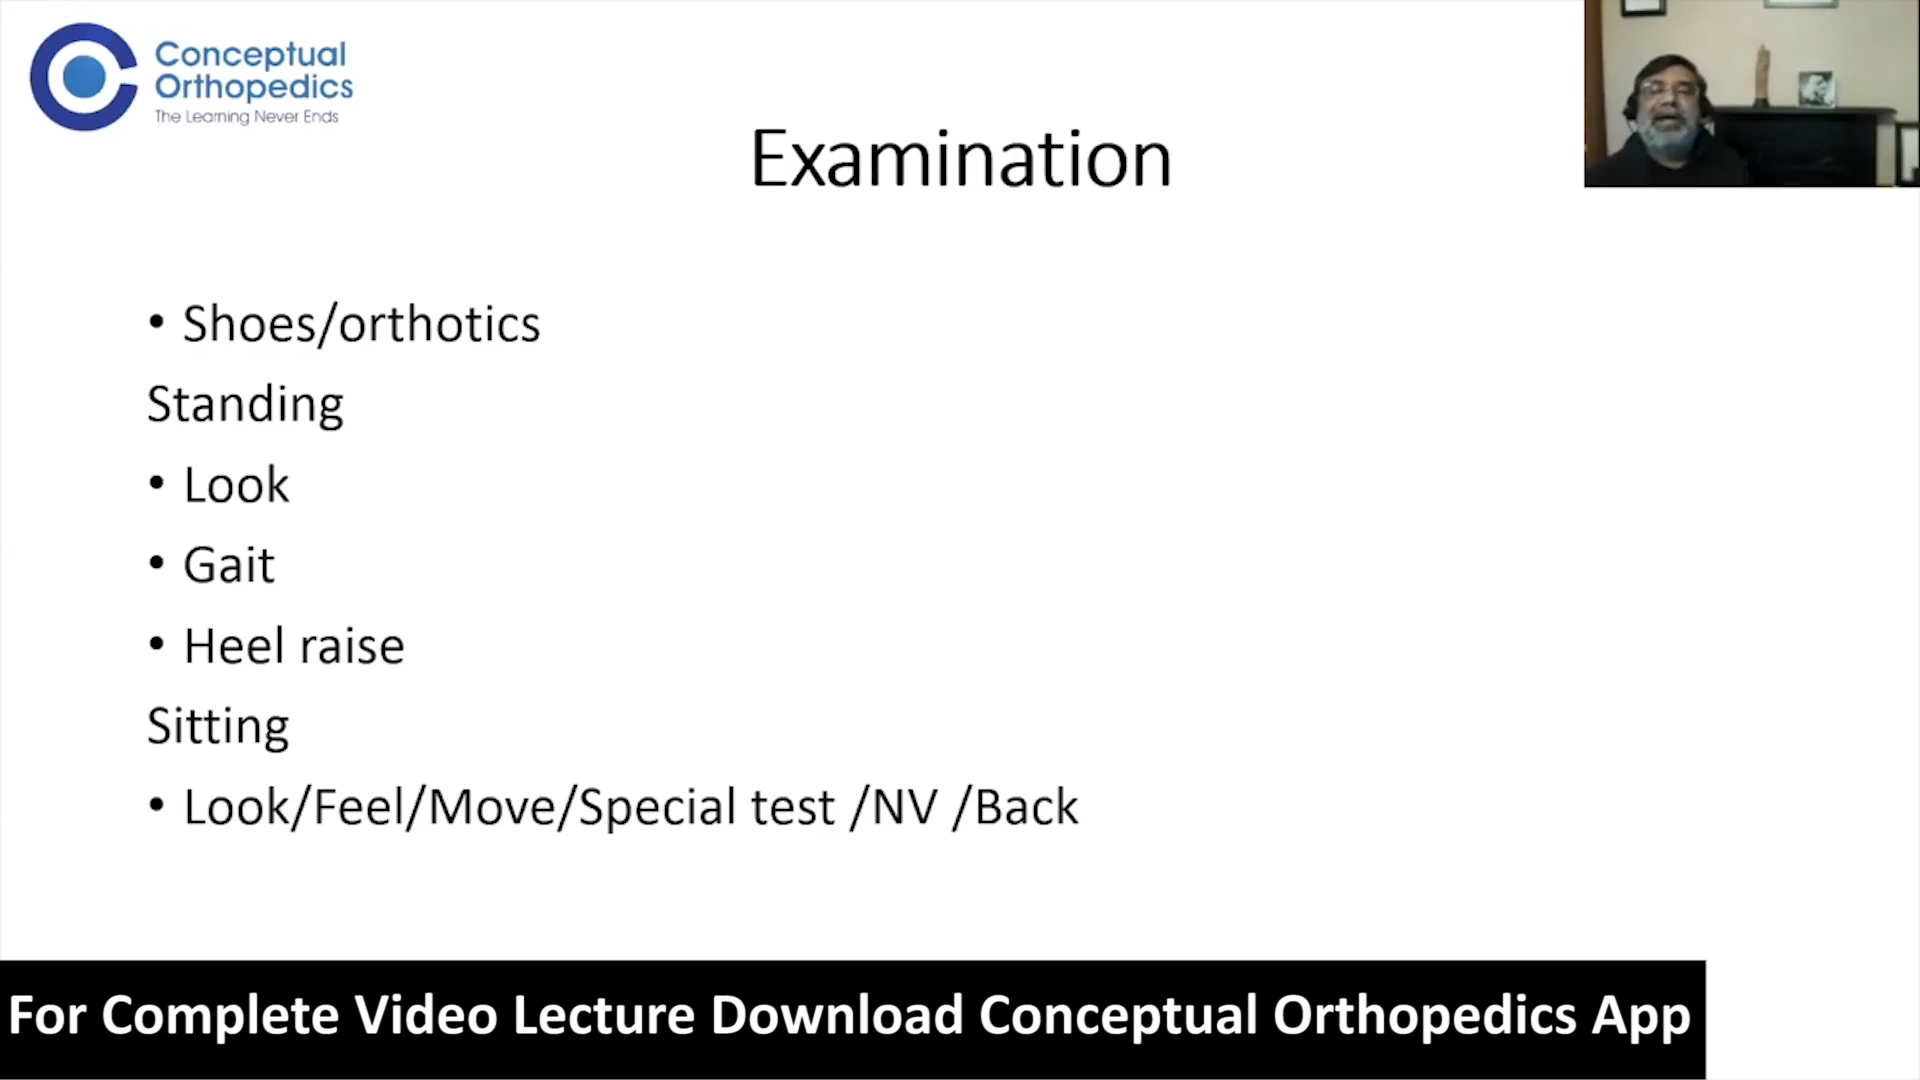 Conceptual
Orthopedics
The Learning Never Ends
Examination
• Shoes/orthotics
Standing
• Look
• Gait
• Heel raise
Sitting
• Look/Feel/Move/Special test /NV /Back
For Complete Video Lecture Download Conceptual Orthopedics App